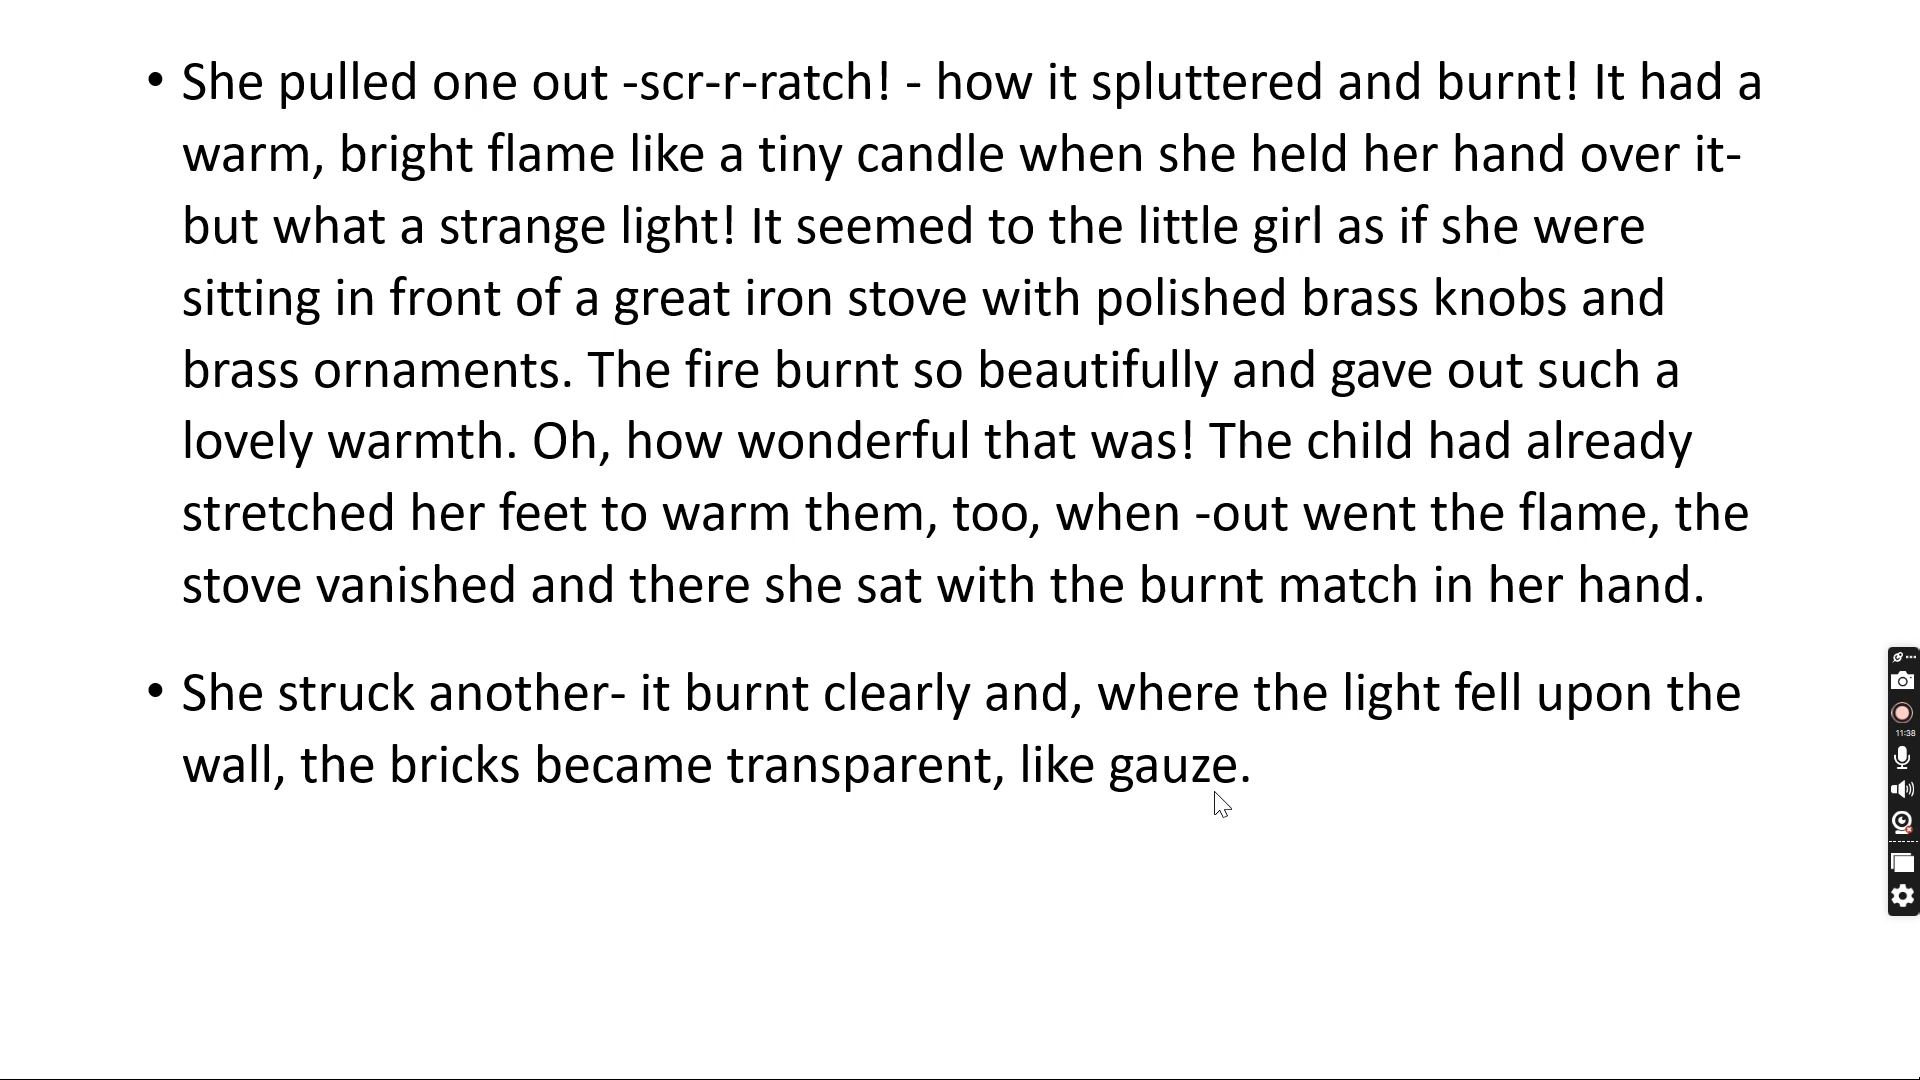 • She pulled one out -scr-r-ratch! - how it spluttered and burnt! It had a
warm, bright flame like a tiny candle when she held her hand over it-
but what a strange light! It seemed to the little girl as if she were
sitting in front of a great iron stove with polished brass knobs and
brass ornaments. The fire burnt so beautifully and gave out such a
lovely warmth. Oh, how wonderful that was! The child had already
stretched her feet to warm them, too, when -out went the flame, the
stove vanished and there she sat with the burnt match in her hand.
• She struck another- it burnt clearly and, where the light fell upon the
wall, the bricks became transparent, like gauze.
11:38